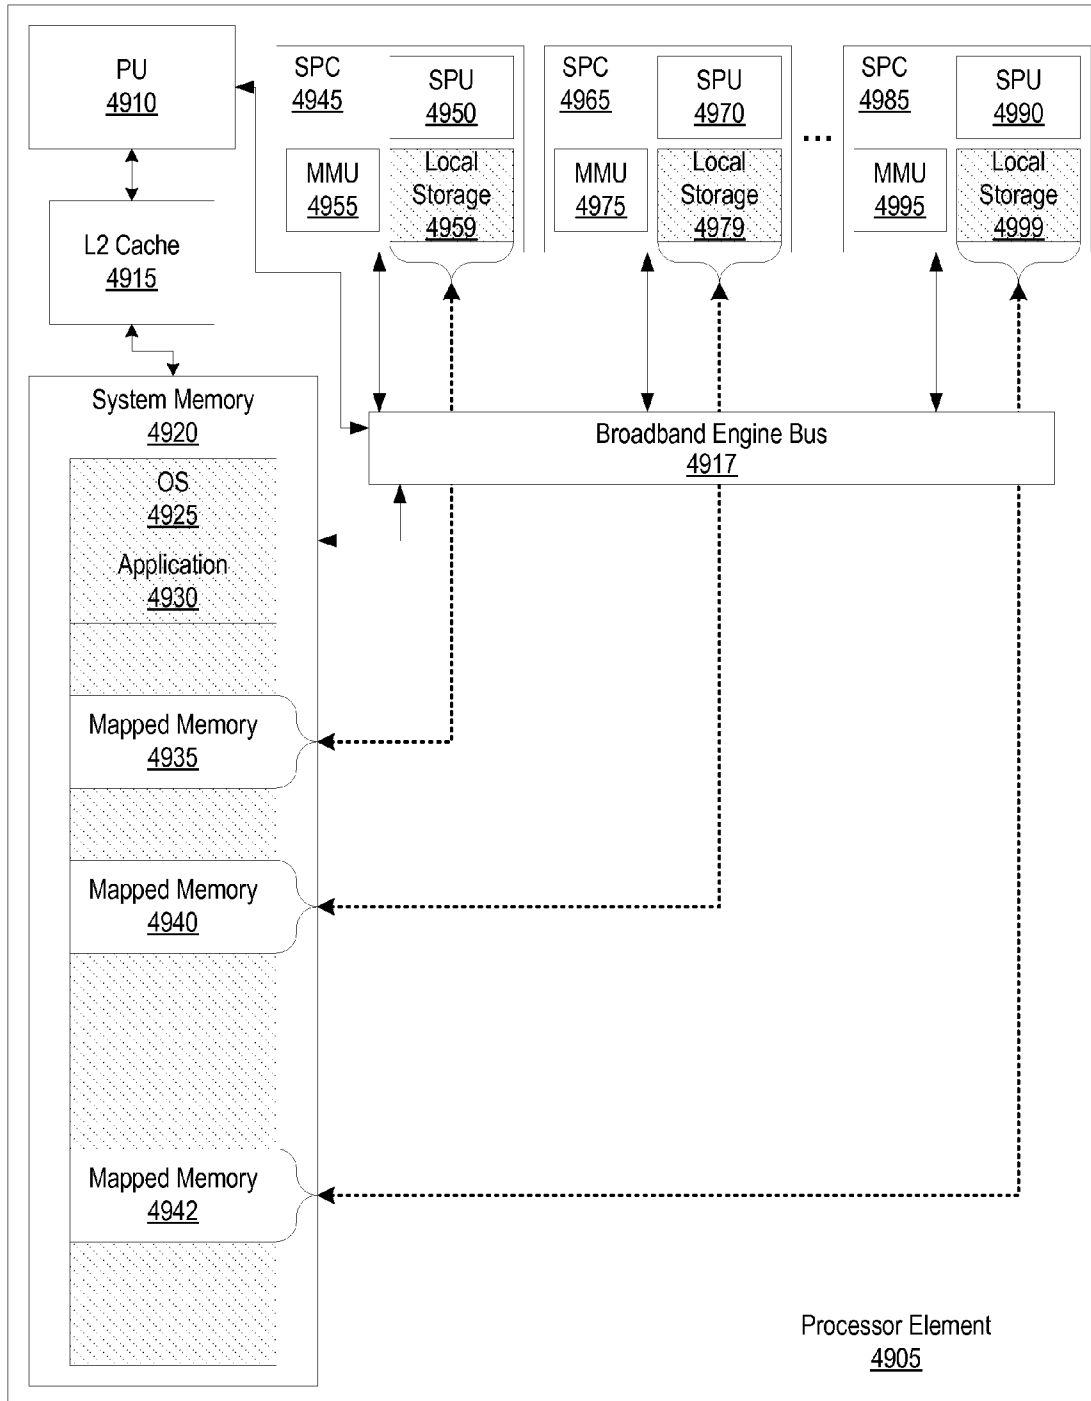 PU
4910
SPC
4945
SPU
4950
MMU
4955
Local
Storage
4959
SPC
4965
SPU
4970
MMU
4975
Local
Storage
4979
...
SPC
4985
SPU
4990
MMU
4995
Local
Storage
4999
L2 Cache
4915
System Memory
4920
Broadband Engine Bus
4917
OS
4925
Application
4930
Mapped Memory
4935
Mapped Memory
4940
Mapped Memory
4942
Processor Element
4905